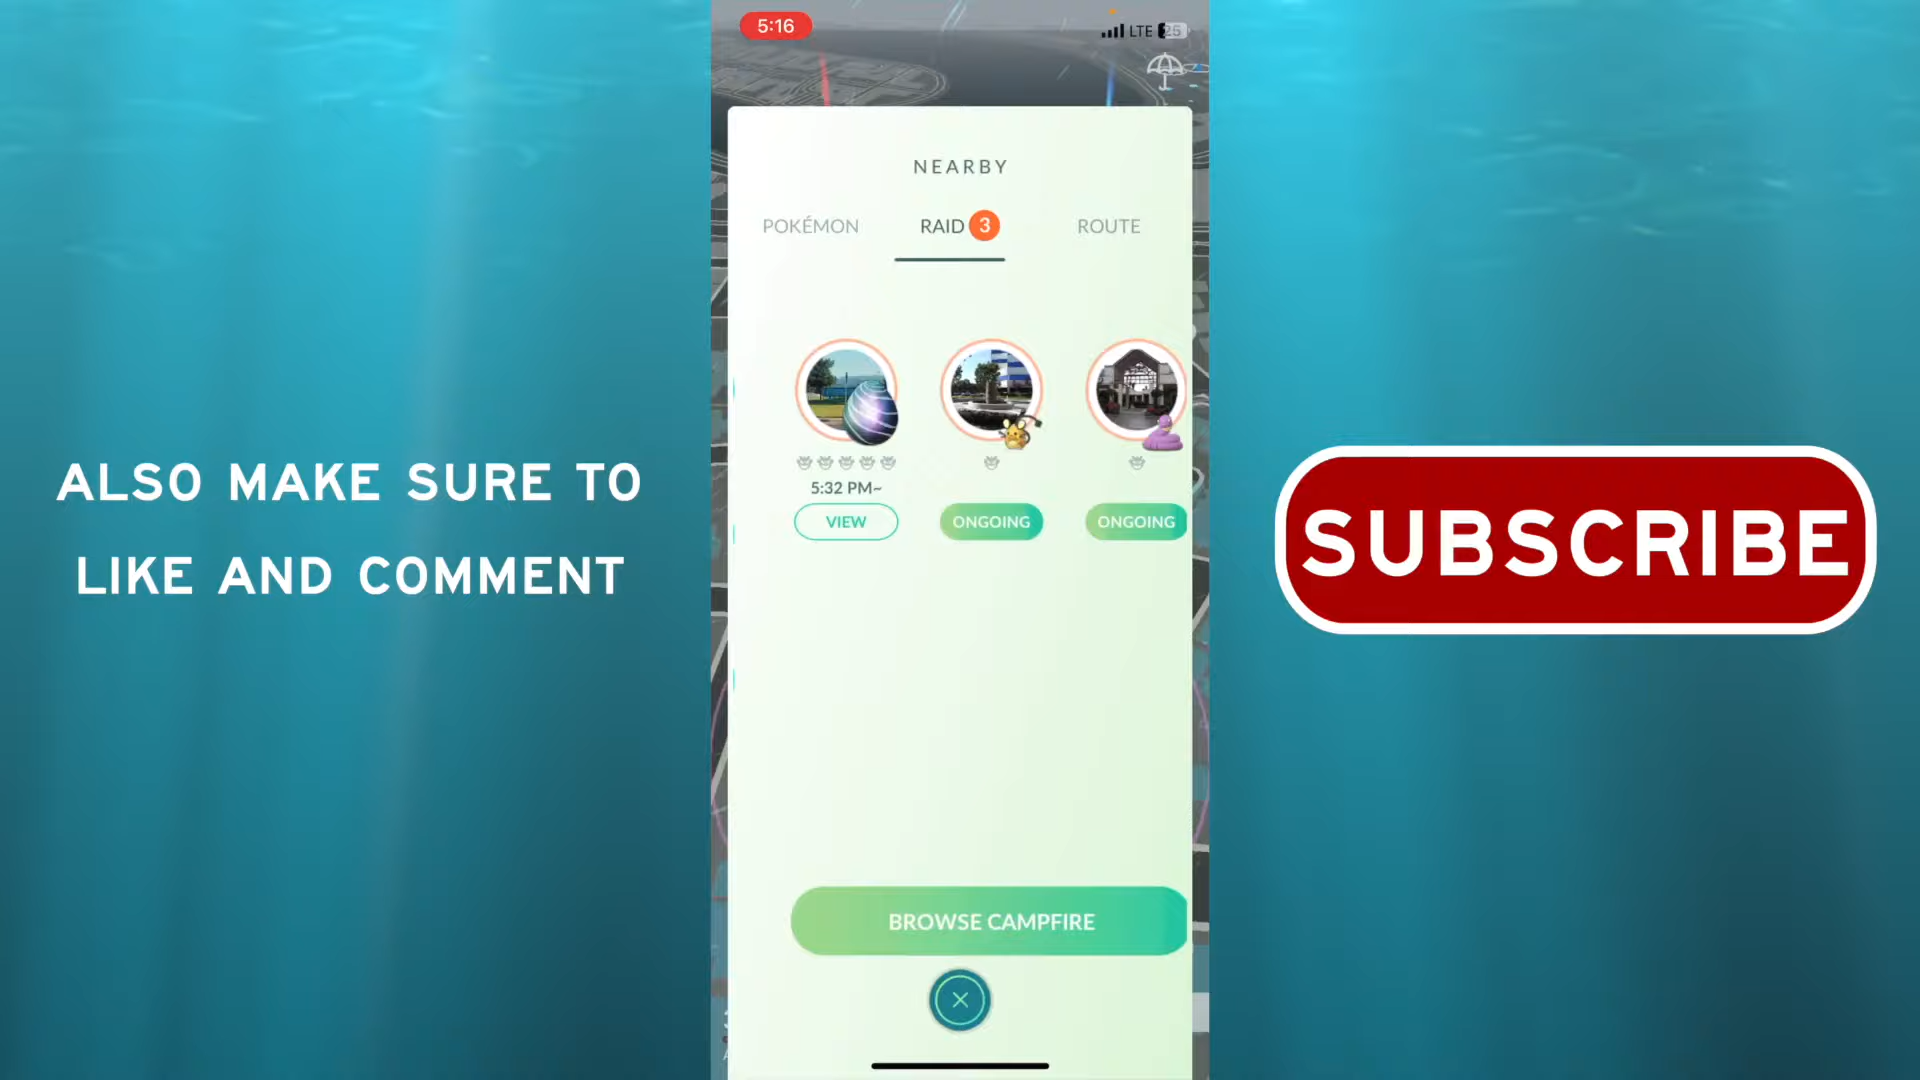 5:16
LTE 25
NEARBY
POKÉMON
RAID 3
ROUTE
5:32 PM~
VIEW
ONGOING
ONGOING
BROWSE CAMPFIRE
ALSO MAKE SURE TO
LIKE AND COMMENT
SUBSCRIBE